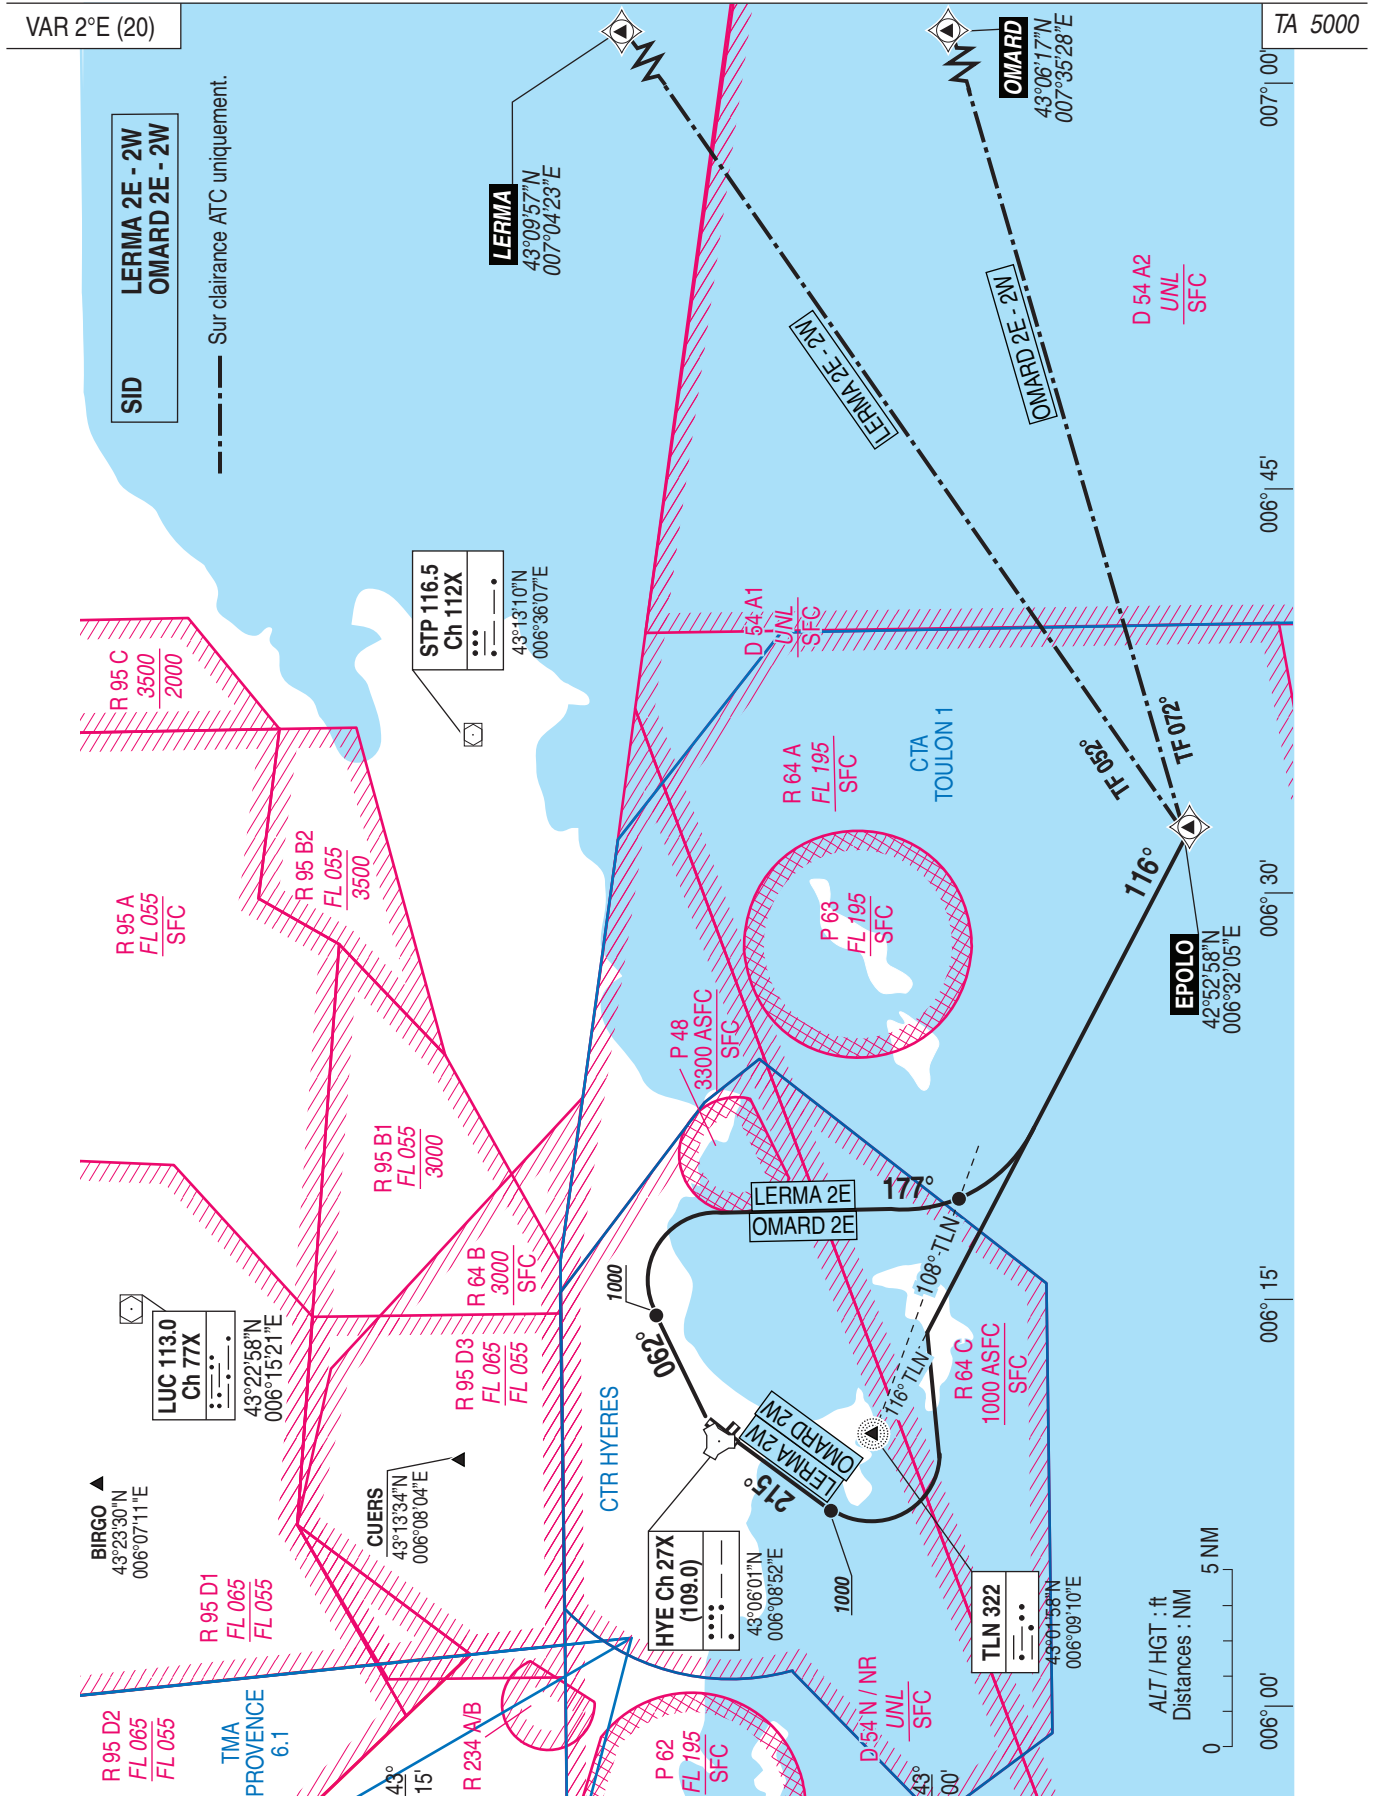 VAR 2°E (20)
TA 5000
SID
LERMA 2E - 2W
OMARD 2E - 2W
Sur clairance ATC uniquement.
LERMA
43°09'57"N
007°04'23"E
OMARD
43°06'17"N
007°35'28"E
007° 00'
D 54 A2
UNL
SFC
LERMA 2E - 2W
OMARD 2E - 2W
006° 45'
STP 116.5
Ch 112X
43°13'10"N
006°36'07"E
D 54 A1
UNL
SFC
R 95 C
3500
2000
R 95 B2
FL 055
3500
R 95 A
FL 055
SFC
R 64 A
FL 195
SFC
CTA
TOULON 1
TF 052°
TF 072°
116°
EPOLO
42°52'58"N
006°32'05"E
006° 30'
P 63
FL 195
SFC
P 48
3300 ASFC
SFC
R 95 B1
FL 055
3000
R 64 B
3000
SFC
LERMA 2E
OMARD 2E
177°
108° TLN
1000
062°
LUC 113.0
Ch 77X
43°22'58"N
006°15'21"E
R 95 D3
FL 065
FL 055
CTR HYERES
006° 15'
R 64 C
1000 ASFC
SFC
116° TLN
LERMA 2W
OMARD 2W
215°
1000
BIRGO
43°23'30"N
006°07'11"E
CUERS
43°13'34"N
006°08'04"E
HYE Ch 27X
(109.0)
43°06'01"N
006°08'52"E
TLN 322
43°01'58"N
006°09'10"E
R 95 D1
FL 065
FL 055
R 95 D2
FL 065
FL 055
TMA
PROVENCE
6.1
R 234 A/B
P 62
FL 195
SFC
D 54 N / NR
UNL
SFC
43°
15'
43°
00'
006° 00'
ALT / HGT : ft
Distances : NM
0
5 NM